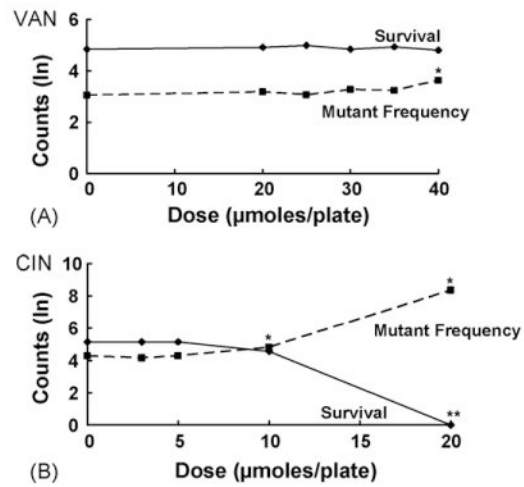 VAN
6
Survival
4
*
2
Mutant Frequency
0
Counts (ln)
0 10 20 30 40
(A) Dose (µmoles/plate)
CIN
10
*
8
6
Mutant Frequency
*
4
2
Survival
**
0
Counts (ln)
0 5 10 15 20
(B) Dose (µmoles/plate)